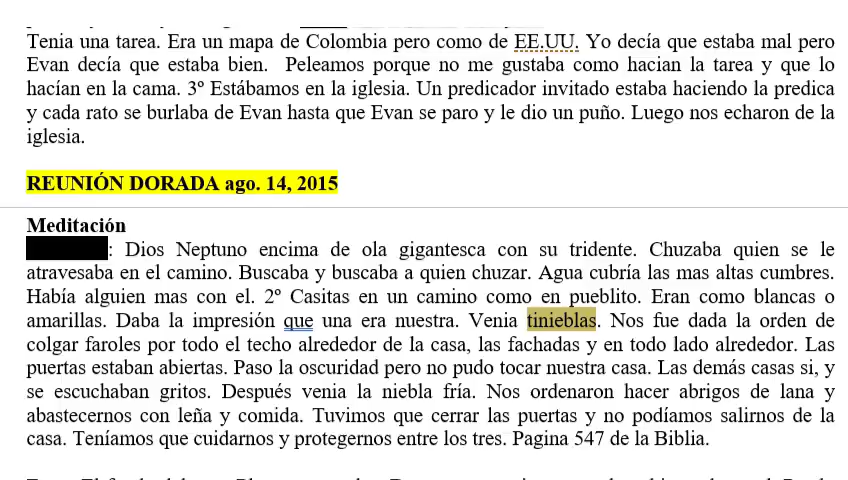 Tenia una tarea. Era un mapa de Colombia pero como de EE.UU. Yo decía que estaba mal pero
Evan decía que estaba bien.  Peleamos porque no me gustaba como hacian la tarea y que lo
hacían en la cama. 3º Estábamos en la iglesia. Un predicador invitado estaba haciendo la predica
y cada rato se burlaba de Evan hasta que Evan se paro y le dio un puño. Luego nos echaron de la
iglesia.
REUNIÓN DORADA ago. 14, 2015
Meditación
: Dios Neptuno encima de ola gigantesca con su tridente. Chuzaba quien se le
atravesaba en el camino. Buscaba y buscaba a quien chuzar. Agua cubría las mas altas cumbres.
Había alguien mas con el. 2º Casitas en un camino como en pueblito. Eran como blancas o
amarillas. Daba la impresión que una era nuestra. Venia tinieblas. Nos fue dada la orden de
colgar faroles por todo el techo alrededor de la casa, las fachadas y en todo lado alrededor. Las
puertas estaban abiertas. Paso la oscuridad pero no pudo tocar nuestra casa. Las demás casas si, y
se escuchaban gritos. Después venia la niebla fría. Nos ordenaron hacer abrigos de lana y
abastecernos con leña y comida. Tuvimos que cerrar las puertas y no podíamos salirnos de la
casa. Teníamos que cuidarnos y protegernos entre los tres. Pagina 547 de la Biblia.